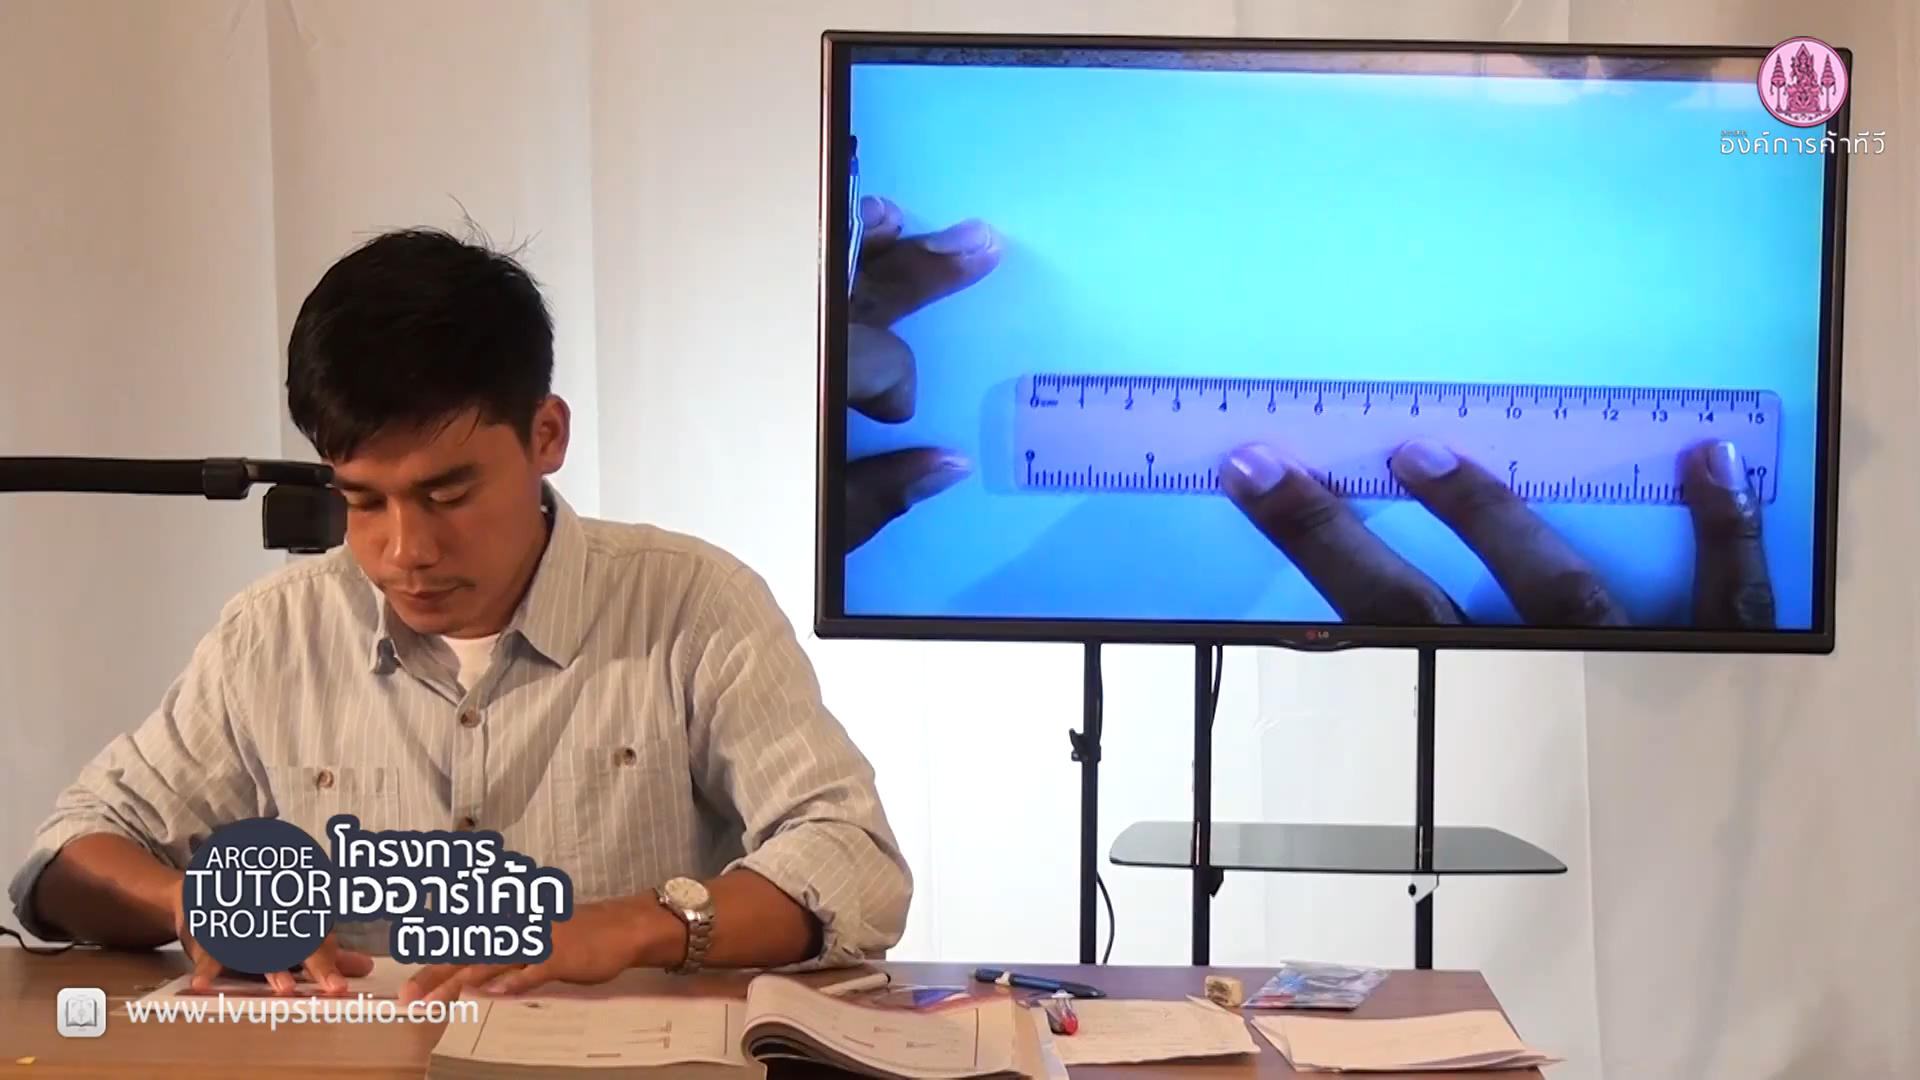 องค์การค้าทีวี
0 1 2 3 4 5 6 7 8 9 10 11 12 13 14 15
LG
ARCODE
TUTOR
PROJECT
โครงการ
เออาร์โค้ด
ติวเตอร์
www.lvupstudio.com